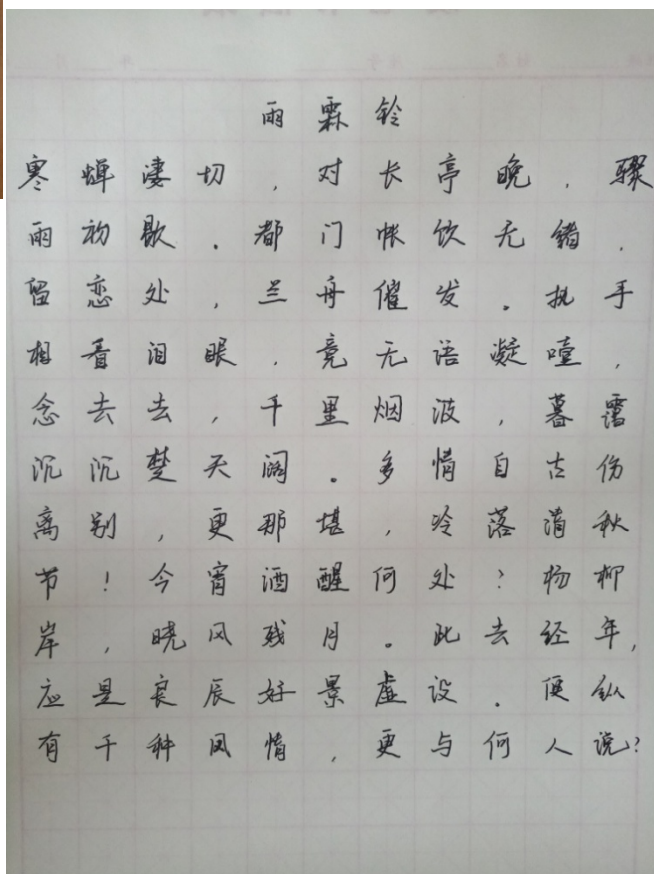 雨霖铃
寒蝉凄切，对长亭晚，骤
雨初歇。都门帐饮无绪，
留恋处，兰舟催发。执手
相看泪眼，竟无语凝噎，
念去去，千里烟波，暮霭
沉沉楚天阔。多情自古伤
离别，更那堪，冷落清秋
节！今宵酒醒何处？杨柳
岸，晓风残月。此去经年，
应是良辰好景虚设。便纵
有千种风情，更与何人说？